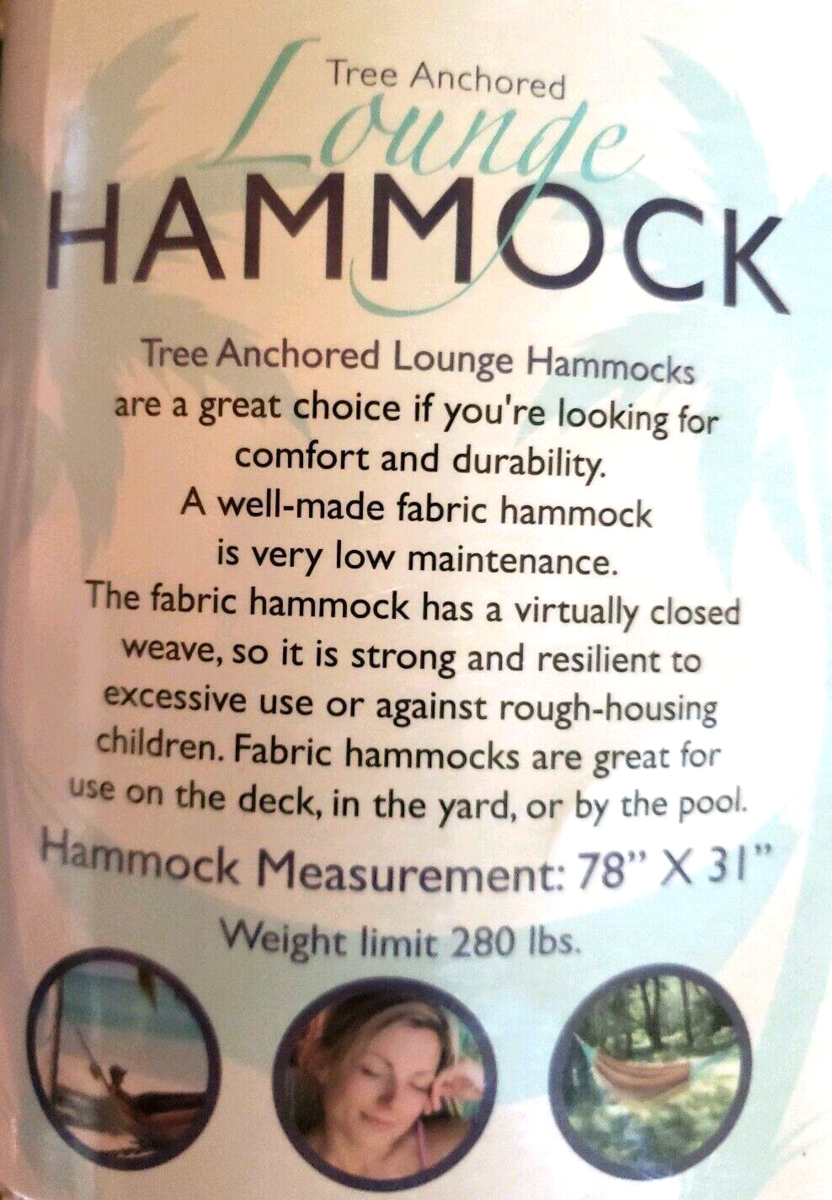 Tree Anchored
Lounge
HAMMOCK
Tree Anchored Lounge Hammocks
are a great choice if you're looking for
comfort and durability.
A well-made fabric hammock
is very low maintenance.
The fabric hammock has a virtually closed
weave, so it is strong and resilient to
excessive use or against rough-housing
children. Fabric hammocks are great for
use on the deck, in the yard, or by the pool.
Hammock Measurement: 78” X 31”
Weight limit 280 lbs.